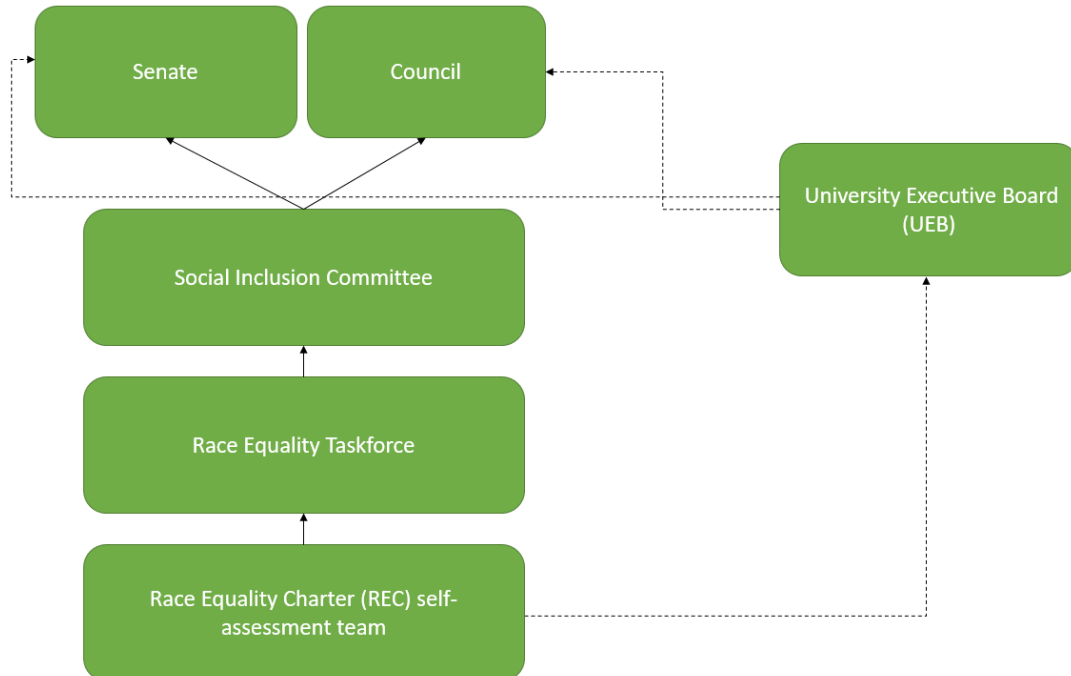 Senate
Council
University Executive Board
(UEB)
Social Inclusion Committee
Race Equality Taskforce
Race Equality Charter (REC) self-
assessment team